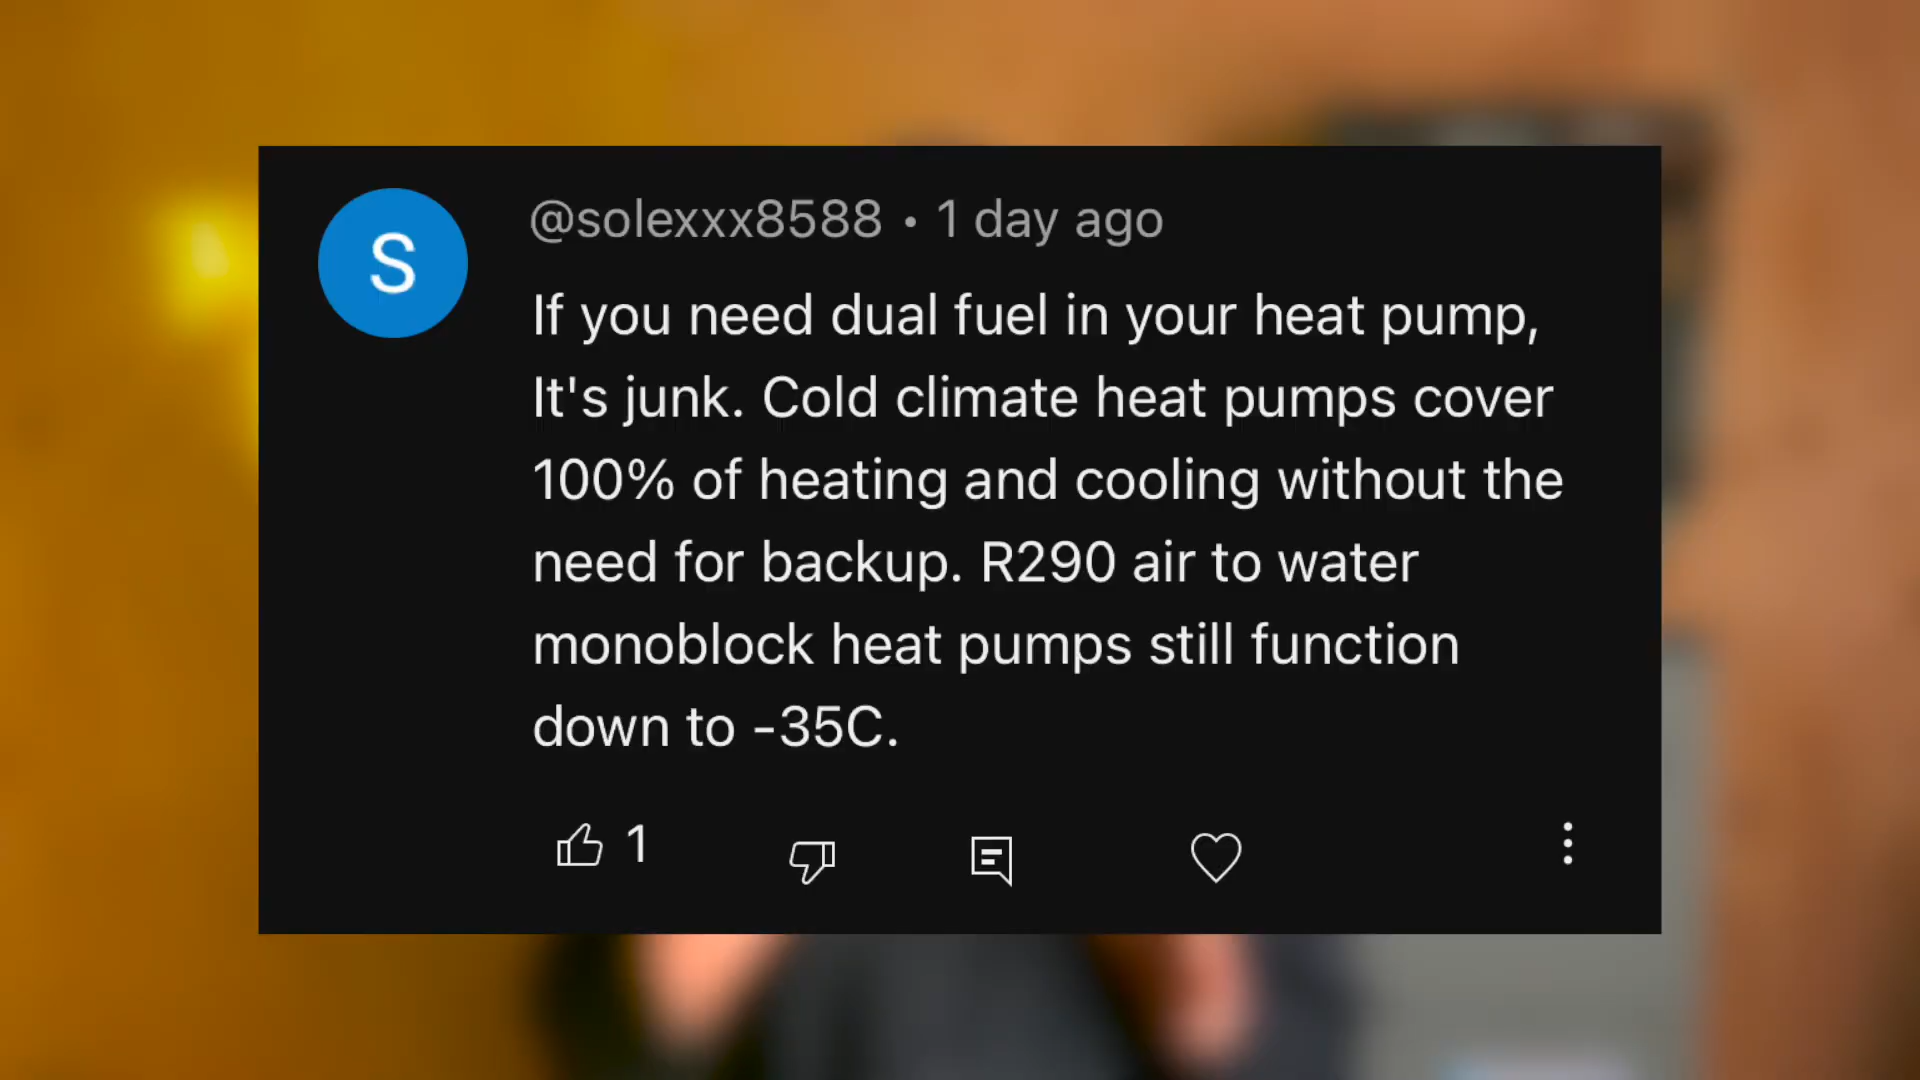 S
@solexxx8588 • 1 day ago
If you need dual fuel in your heat pump,
It's junk. Cold climate heat pumps cover
100% of heating and cooling without the
need for backup. R290 air to water
monoblock heat pumps still function
down to -35C.
1